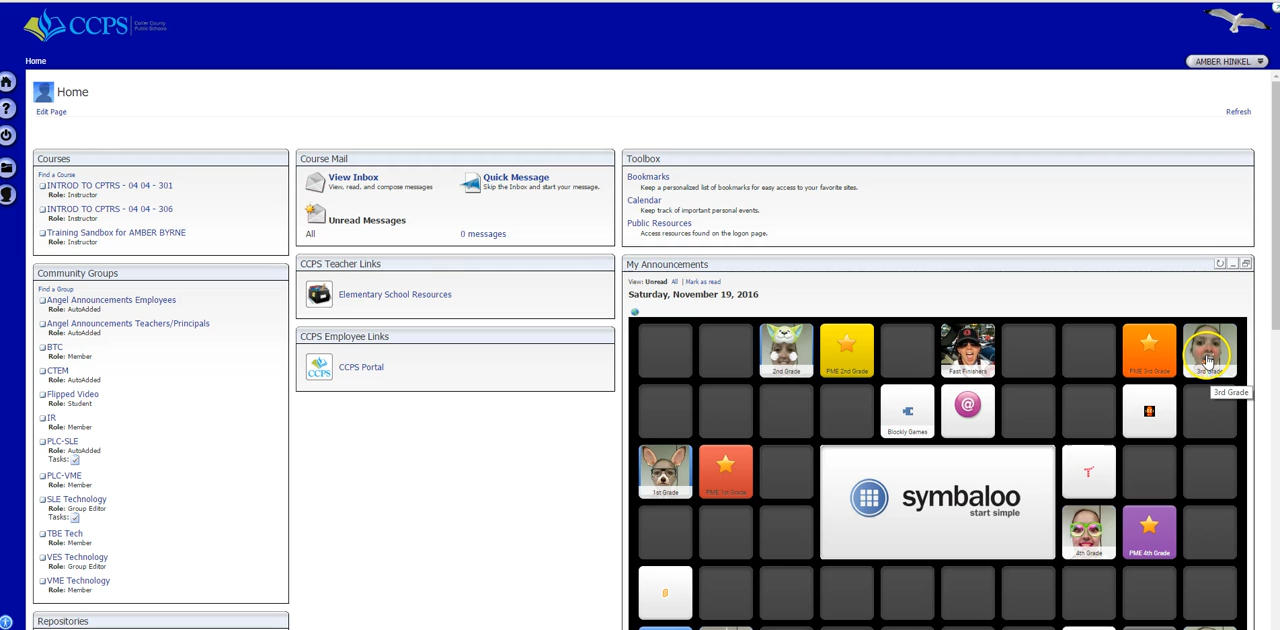 CCPS Collier County
Public Schools
Home
AMBER HINKEL
Home
Edit Page
Refresh
Courses
Find a Course
INTROD TO CPTRS - 04 04 - 301
Role: Instructor
INTROD TO CPTRS - 04 04 - 306
Role: Instructor
Training Sandbox for AMBER BYRNE
Role: Instructor
Community Groups
Find a Group
Angel Announcements Employees
Role: AutoAdded
Angel Announcements Teachers/Principals
Role: AutoAdded
BTC
Role: Member
CTEM
Role: AutoAdded
Flipped Video
Role: Student
IR
Role: Member
PLC-SLE
Role: AutoAdded
Tasks:
PLC-VME
Role: Member
SLE Technology
Role: Group Editor
Tasks:
TBE Tech
Role: Member
VES Technology
Role: Group Editor
VME Technology
Role: Member
Repositories
Course Mail
View Inbox
View, read, and compose messages
Quick Message
Skip the Inbox and start your message.
Unread Messages
All
0 messages
CCPS Teacher Links
Elementary School Resources
CCPS Employee Links
CCPS
CCPS Portal
Toolbox
Bookmarks
Keep a personalized list of bookmarks for easy access to your favorite sites.
Calendar
Keep track of important personal events.
Public Resources
Access resources found on the logon page.
My Announcements
View: Unread All | Mark as read
Saturday, November 19, 2016
2nd Grade
PME 2nd Grade
Fast Finishers
PME 3rd Grade
3rd Grade
3rd Grade
Blockly Games
@
1st Grade
PME 1st Grade
symbaloo
start simple
4th Grade
PME 4th Grade